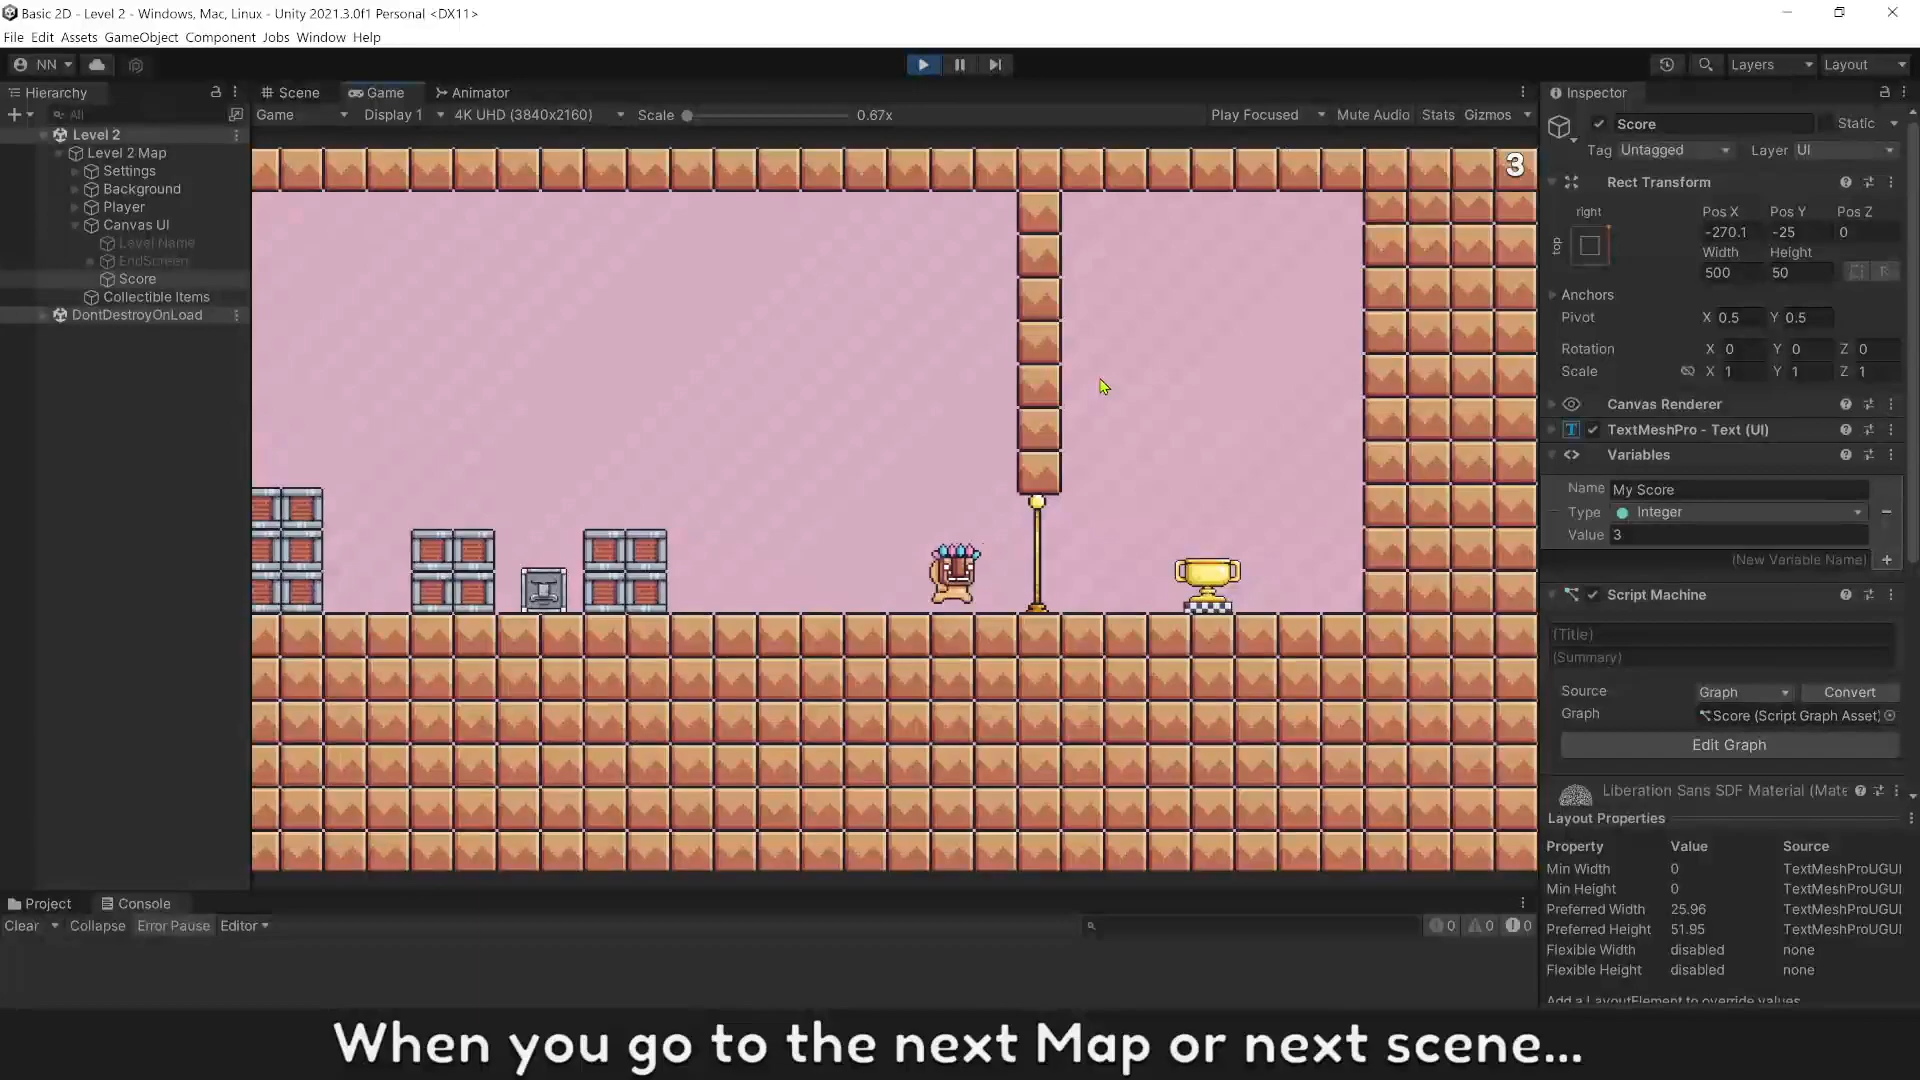 Basic 2D - Level 2 - Windows, Mac, Linux - Unity 2021.3.0f1 Personal <DX11>
File Edit Assets GameObject Component Jobs Window Help
NN Layers Layout
Hierarchy
All
Level 2
Level 2 Map
Settings
Background
Player
Canvas UI
Level Name
EndScreen
Score
Collectible Items
DontDestroyOnLoad
Scene Game Animator
Game Display 1 4K UHD (3840x2160) Scale 0.67x Play Focused Mute Audio Stats Gizmos
3
Inspector
Score Static
Tag Untagged Layer UI
Rect Transform
right Pos X Pos Y Pos Z
top -270.1 -25 0
Width Height
500 50 R
Anchors
Pivot X 0.5 Y 0.5
Rotation X 0 Y 0 Z 0
Scale X 1 Y 1 Z 1
Canvas Renderer
TextMeshPro - Text (UI)
Variables
Name My Score
Type Integer
Value 3
(New Variable Name)
Script Machine
(Title)
(Summary)
Source Graph Convert
Graph Score (Script Graph Asset)
Edit Graph
Liberation Sans SDF Material (Mate
Layout Properties
Property Value Source
Min Width 0 TextMeshProUGUI
Min Height 0 TextMeshProUGUI
Preferred Width 25.96 TextMeshProUGUI
Preferred Height 51.95 TextMeshProUGUI
Flexible Width disabled none
Flexible Height disabled none
Add a LayoutElement to override values
Project Console
Clear Collapse Error Pause Editor 0 0 0
When you go to the next Map or next scene...